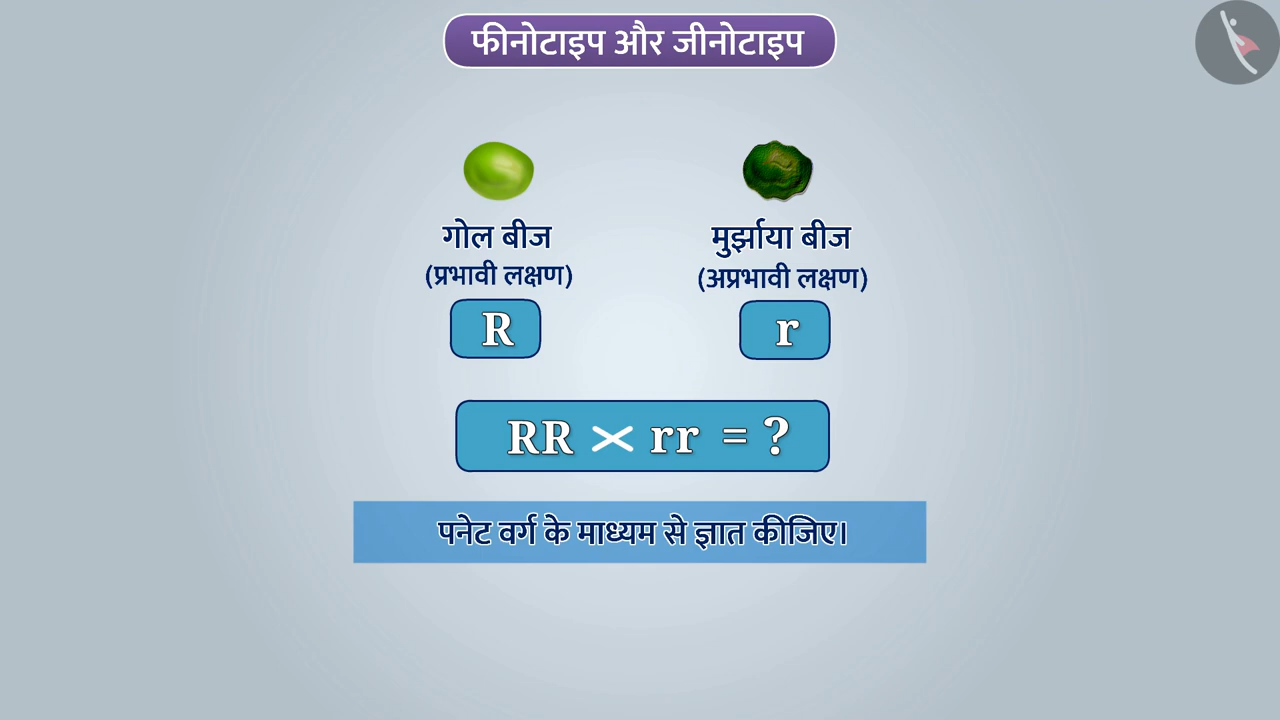 फीनोटाइप और जीनोटाइप
गोल बीज
(प्रभावी लक्षण)
R
मुर्झाया बीज
(अप्रभावी लक्षण)
r
RR × rr = ?
पनेट वर्ग के माध्यम से ज्ञात कीजिए।